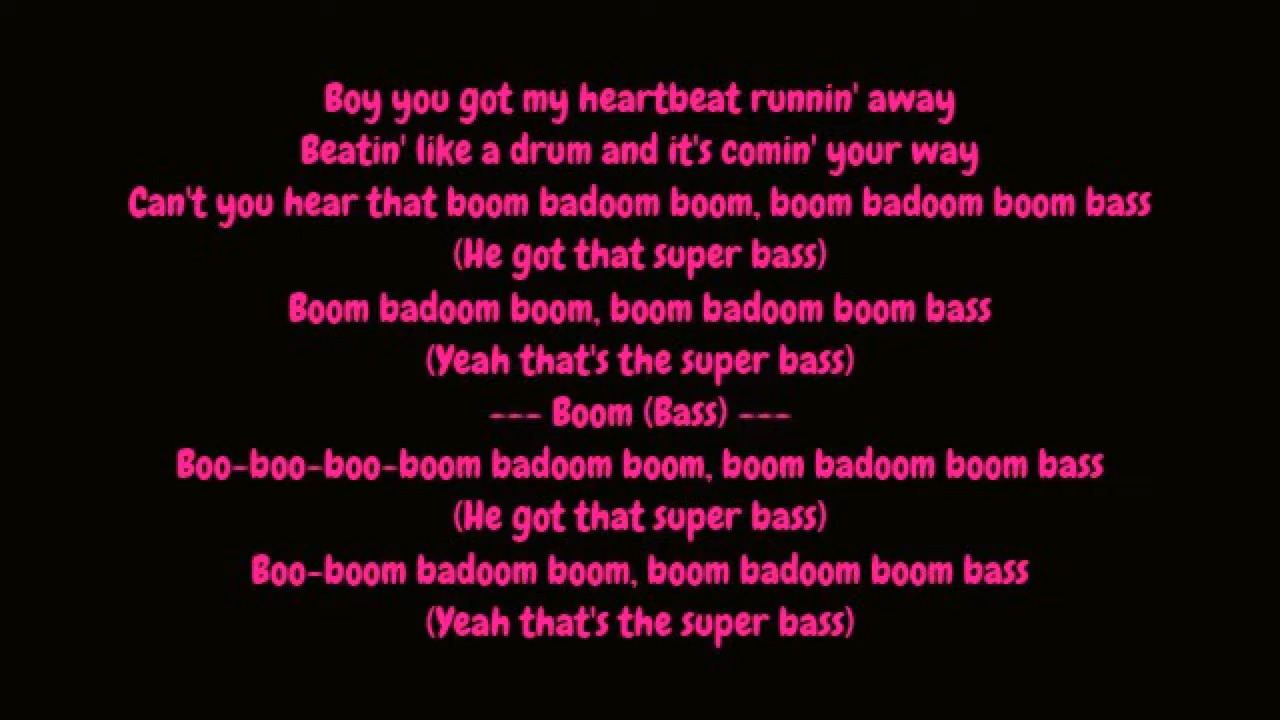 Boy you got my heartbeat runnin' away
Beatin' like a drum and it's comin' your way
Can't you hear that boom badoom boom, boom badoom boom bass
(He got that super bass)
Boom badoom boom, boom badoom boom bass
(Yeah that's the super bass)
--- Boom (Bass) ---
Boo-boo-boo-boom badoom boom, boom badoom boom bass
(He got that super bass)
Boo-boom badoom boom, boom badoom boom bass
(Yeah that's the super bass)